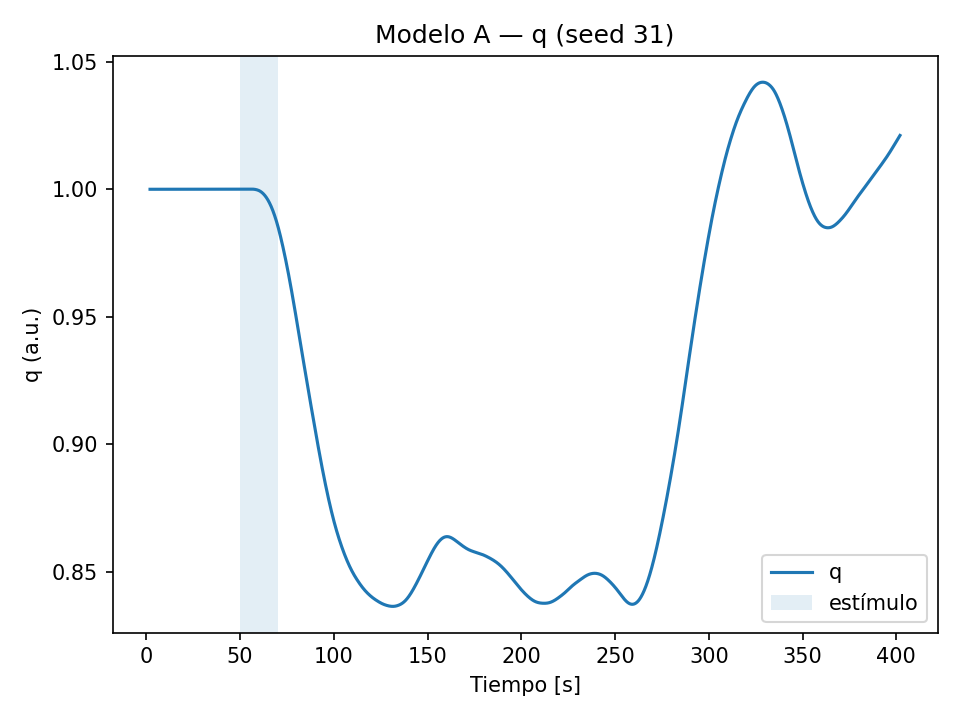 Modelo A — q (seed 31)
1.05
1.00
0.95
0.90
0.85
q (a.u.)
q
estímulo
0 50 100 150 200 250 300 350 400
Tiempo [s]